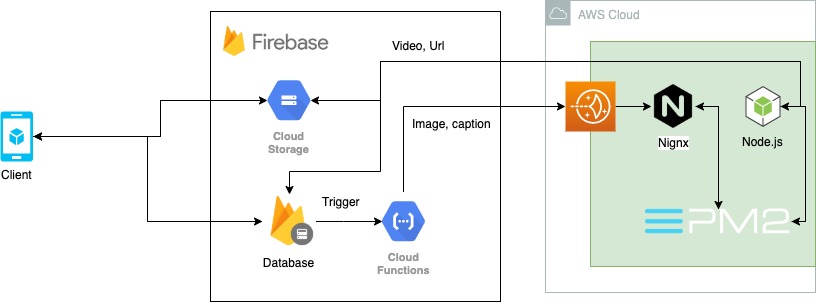 AWS Cloud
Firebase
Video, Url
Image, caption
Cloud
Storage
Nignx
Node.js
Client
Trigger
PM2
Database
Cloud
Functions